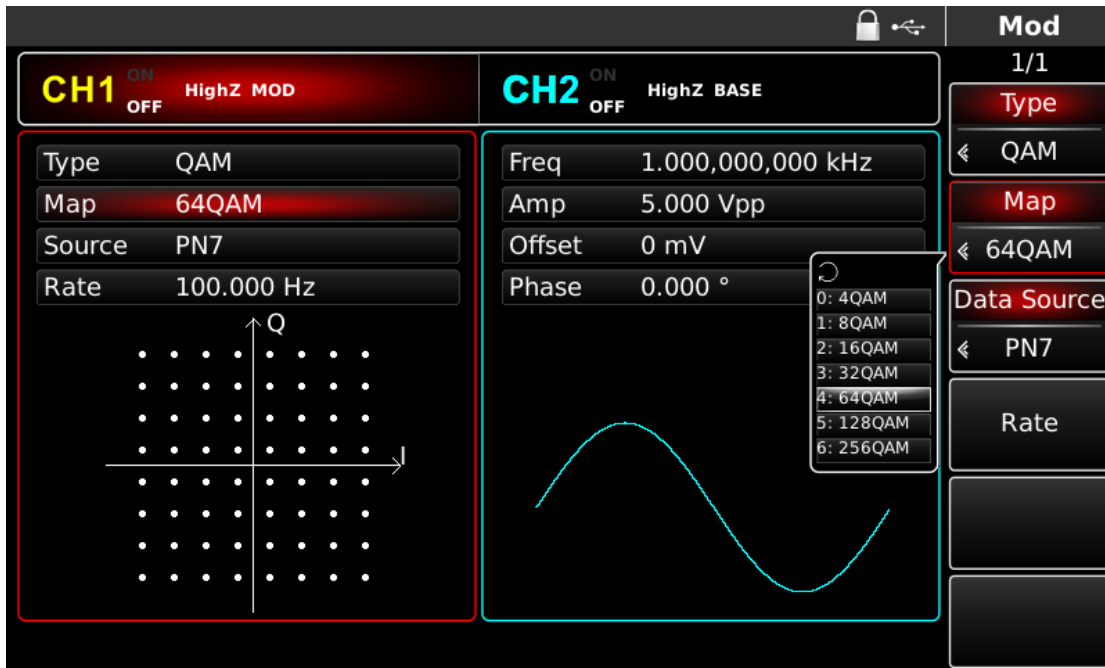 Mod
1/1
CH1 ON OFF HighZ MOD
CH2 ON OFF HighZ BASE
Type QAM
Map 64QAM
Source PN7
Rate 100.000 Hz
Q
I
Freq 1.000,000,000 kHz
Amp 5.000 Vpp
Offset 0 mV
Phase 0.000 °
0: 4QAM
1: 8QAM
2: 16QAM
3: 32QAM
4: 64QAM
5: 128QAM
6: 256QAM
Type
QAM
Map
64QAM
Data Source
PN7
Rate